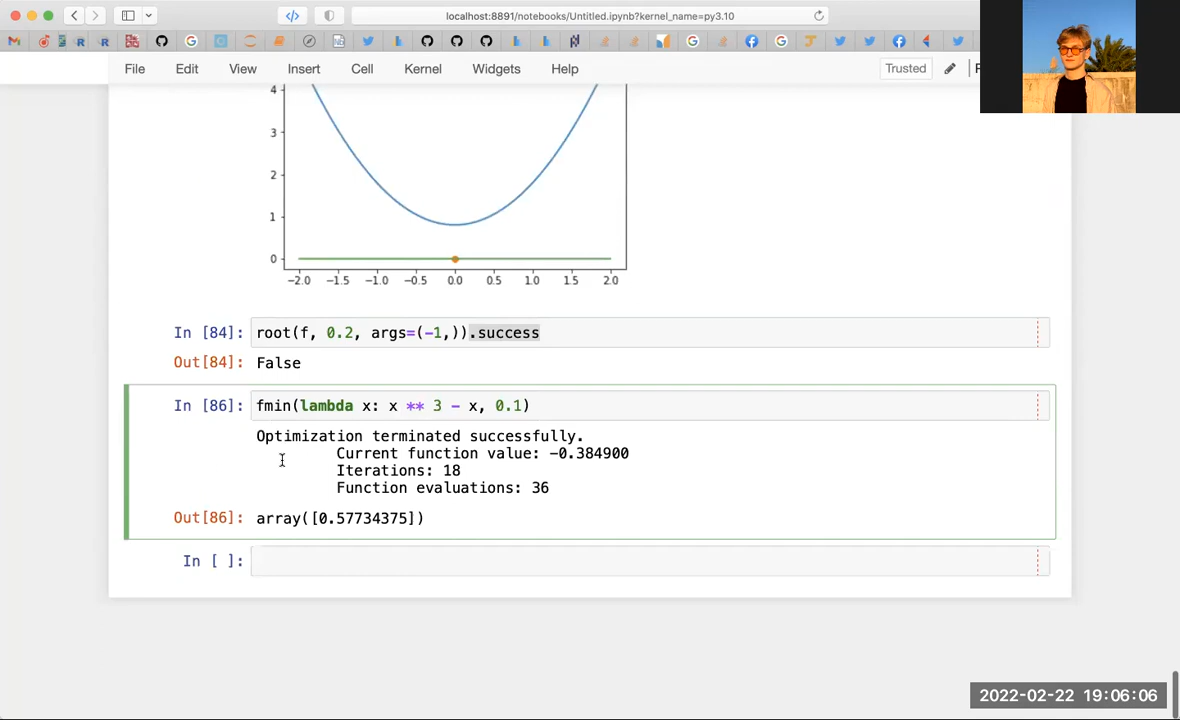 localhost:8891/notebooks/Untitled.ipynb?kernel_name=py3.10
File Edit View Insert Cell Kernel Widgets Help Trusted
4
3
2
1
0
−2.0 −1.5 −1.0 −0.5 0.0 0.5 1.0 1.5 2.0
In [84]: root(f, 0.2, args=(-1,)).success
Out[84]: False
In [86]: fmin(lambda x: x ** 3 - x, 0.1)
Optimization terminated successfully.
Current function value: -0.384900
Iterations: 18
Function evaluations: 36
Out[86]: array([0.57734375])
In [ ]:
2022-02-22 19:06:06